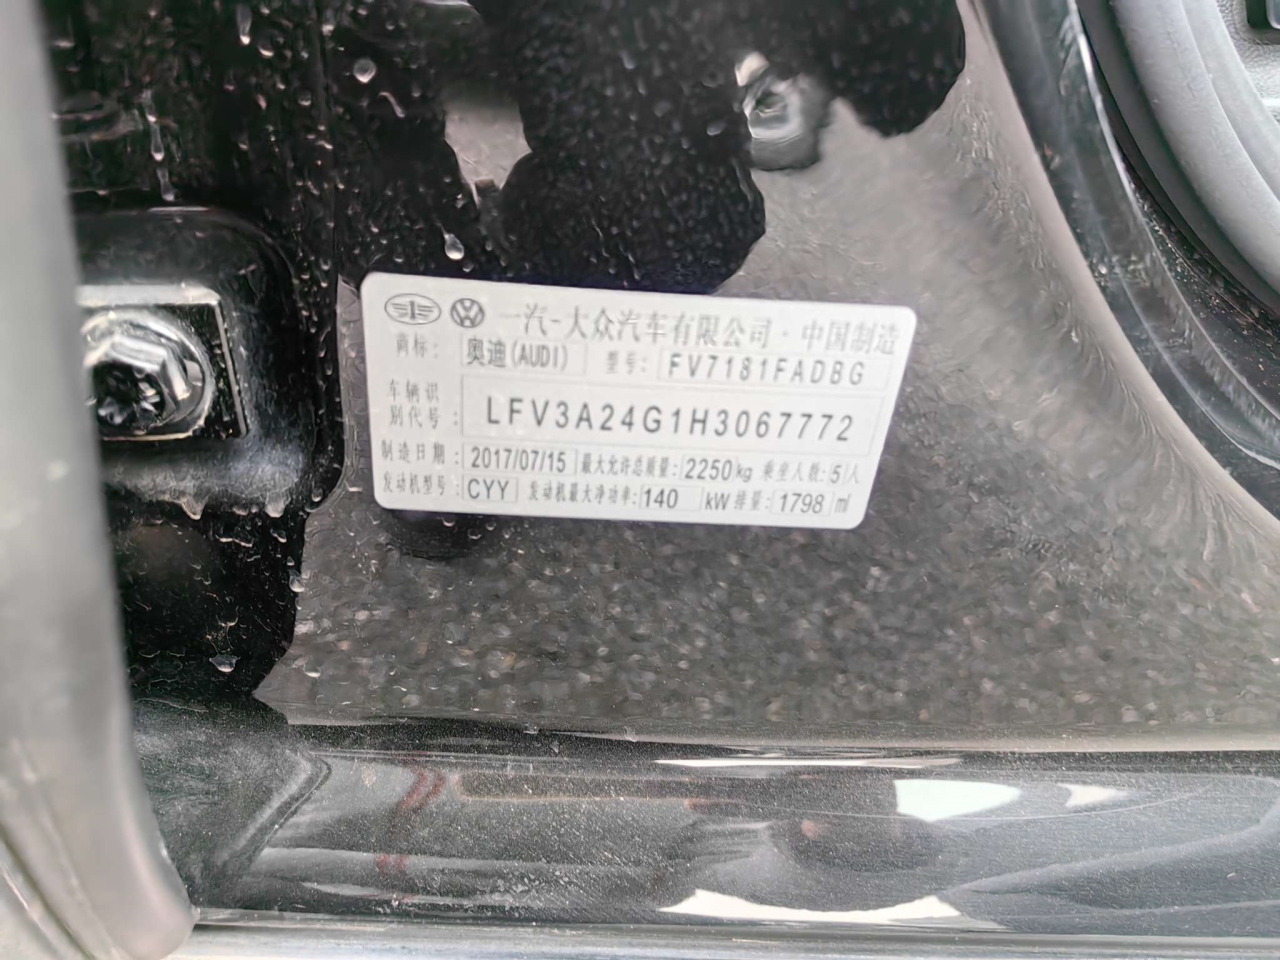 一汽-大众汽车有限公司·中国制造
商标: 奥迪(AUDI) 型号: FV7181FADBG
车辆识
别代号: LFV3A24G1H3067772
制造日期: 2017/07/15 最大允许总质量: 2250kg 乘坐人数: 5人
发动机型号: CYY 发动机最大净功率: 140 kW 排量: 1798 ml